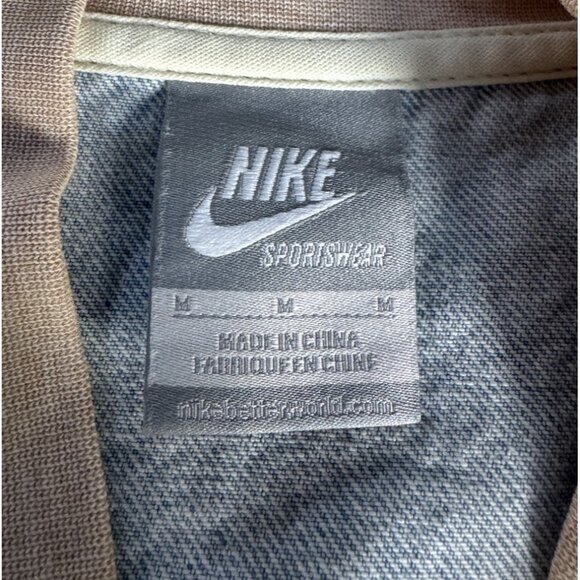 NIKE
SPORTSWEAR
M M M
MADE IN CHINA
FABRIQUE EN CHINE
nikebetterworld.com